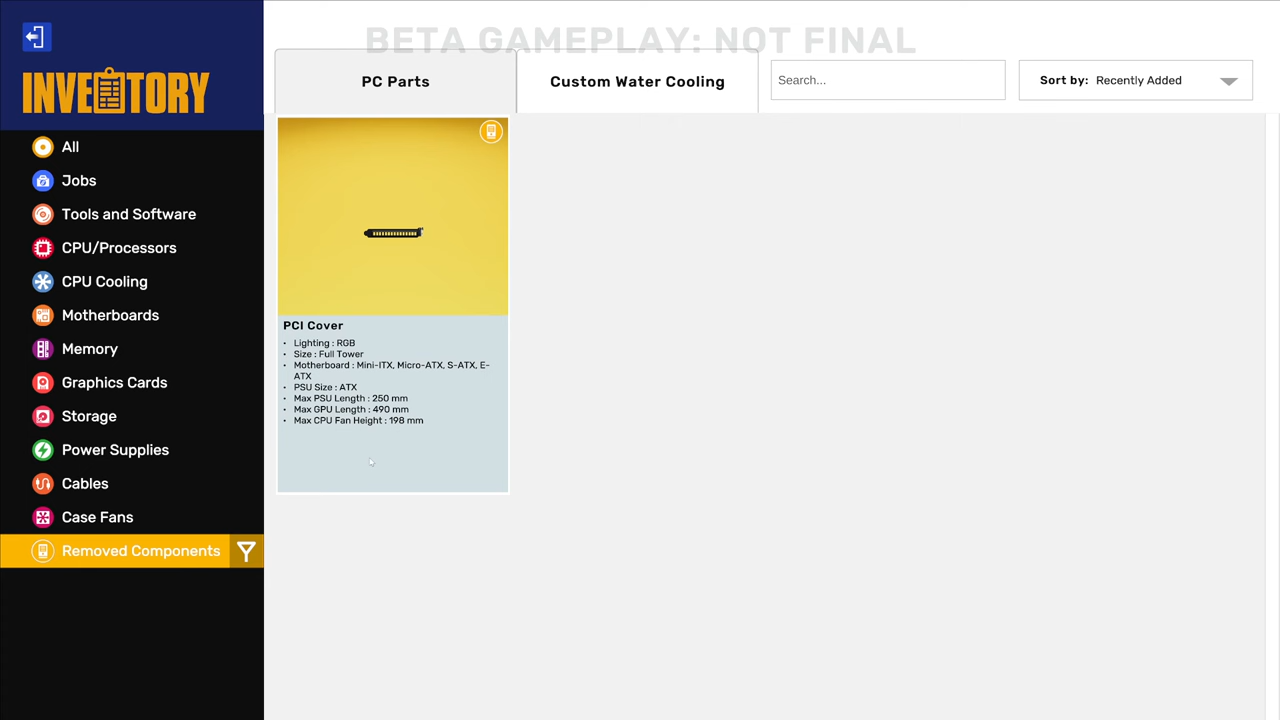 BETA GAMEPLAY: NOT FINAL
INVENTORY
PC Parts
Custom Water Cooling
Search...
Sort by: Recently Added
All
Jobs
Tools and Software
CPU/Processors
CPU Cooling
Motherboards
Memory
Graphics Cards
Storage
Power Supplies
Cables
Case Fans
Removed Components
PCI Cover
• Lighting : RGB
• Size : Full Tower
• Motherboard : Mini-ITX, Micro-ATX, S-ATX, E-
ATX
• PSU Size : ATX
• Max PSU Length : 250 mm
• Max GPU Length : 490 mm
• Max CPU Fan Height : 198 mm